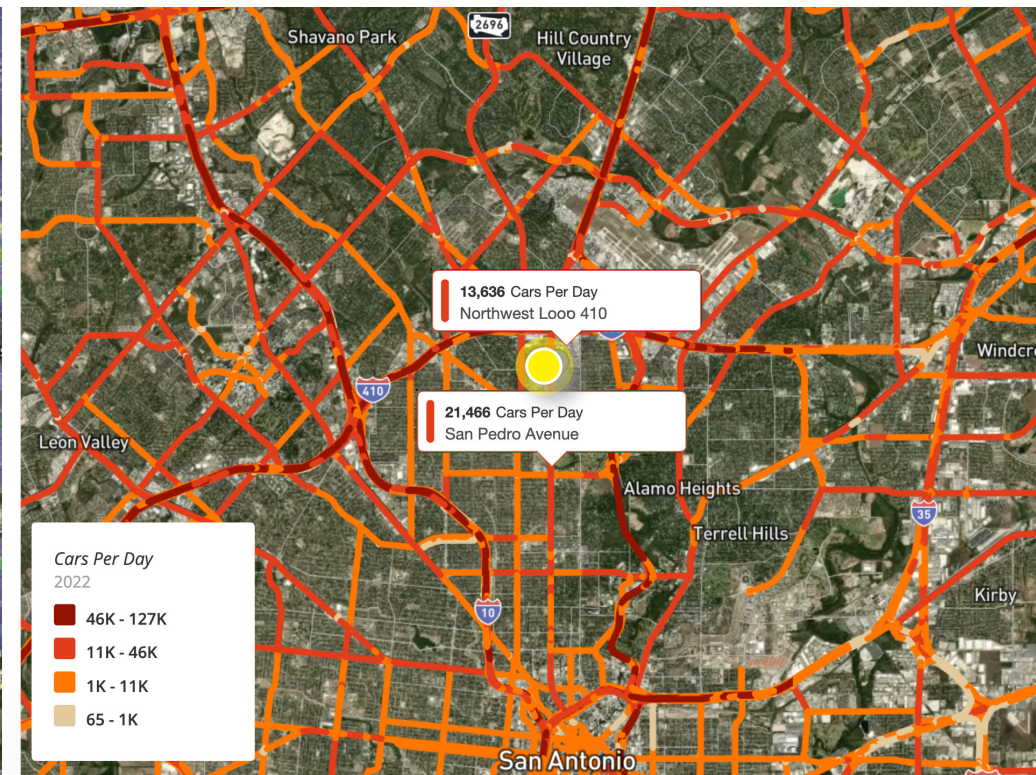 Shavano Park
2696
Hill Country
Village
13,636 Cars Per Day
Northwest Loop 410
Windcr
410
21,466 Cars Per Day
San Pedro Avenue
Leon Valley
Alamo Heights
35
Terrell Hills
Cars Per Day
2022
46K - 127K
11K - 46K
1K - 11K
65 - 1K
Kirby
10
San Antonio